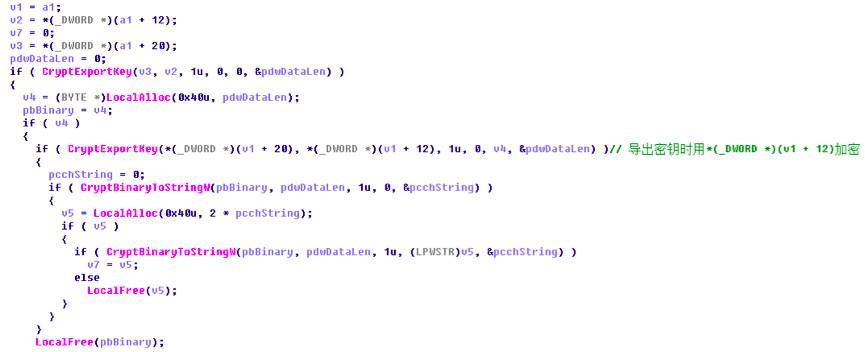 v1 = a1;
v2 = *(_DWORD *)(a1 + 12);
v7 = 0;
v3 = *(_DWORD *)(a1 + 20);
pdwDataLen = 0;
if ( CryptExportKey(v3, v2, 1u, 0, 0, &pdwDataLen) )
{
v4 = (BYTE *)LocalAlloc(0x40u, pdwDataLen);
pbBinary = v4;
if ( v4 )
{
if ( CryptExportKey(*(_DWORD *)(v1 + 20), *(_DWORD *)(v1 + 12), 1u, 0, v4, &pdwDataLen) )// 导出密钥时用*(_DWORD *)(v1 + 12)加密
{
pcchString = 0;
if ( CryptBinaryToStringW(pbBinary, pdwDataLen, 1u, 0, &pcchString) )
{
v5 = LocalAlloc(0x40u, 2 * pcchString);
if ( v5 )
{
if ( CryptBinaryToStringW(pbBinary, pdwDataLen, 1u, (LPWSTR)v5, &pcchString) )
v7 = v5;
else
LocalFree(v5);
}
}
}
LocalFree(pbBinary);